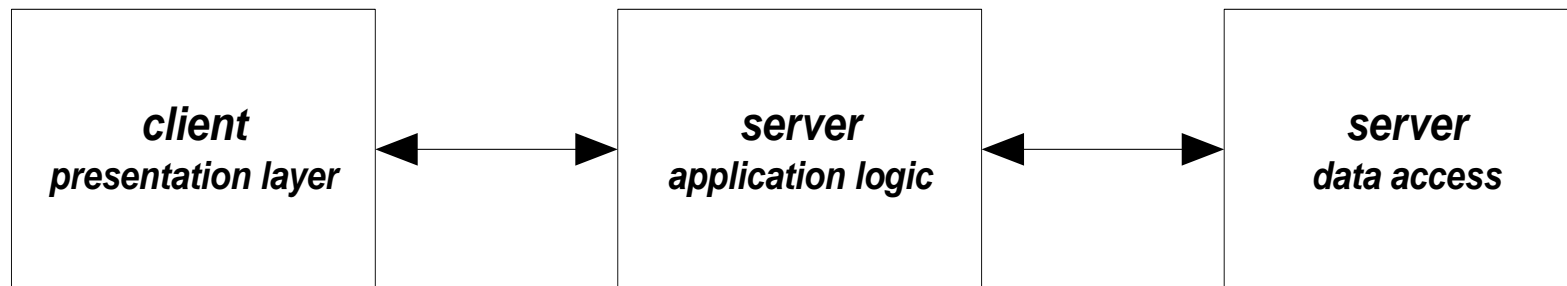 client
presentation layer
server
application logic
server
data access